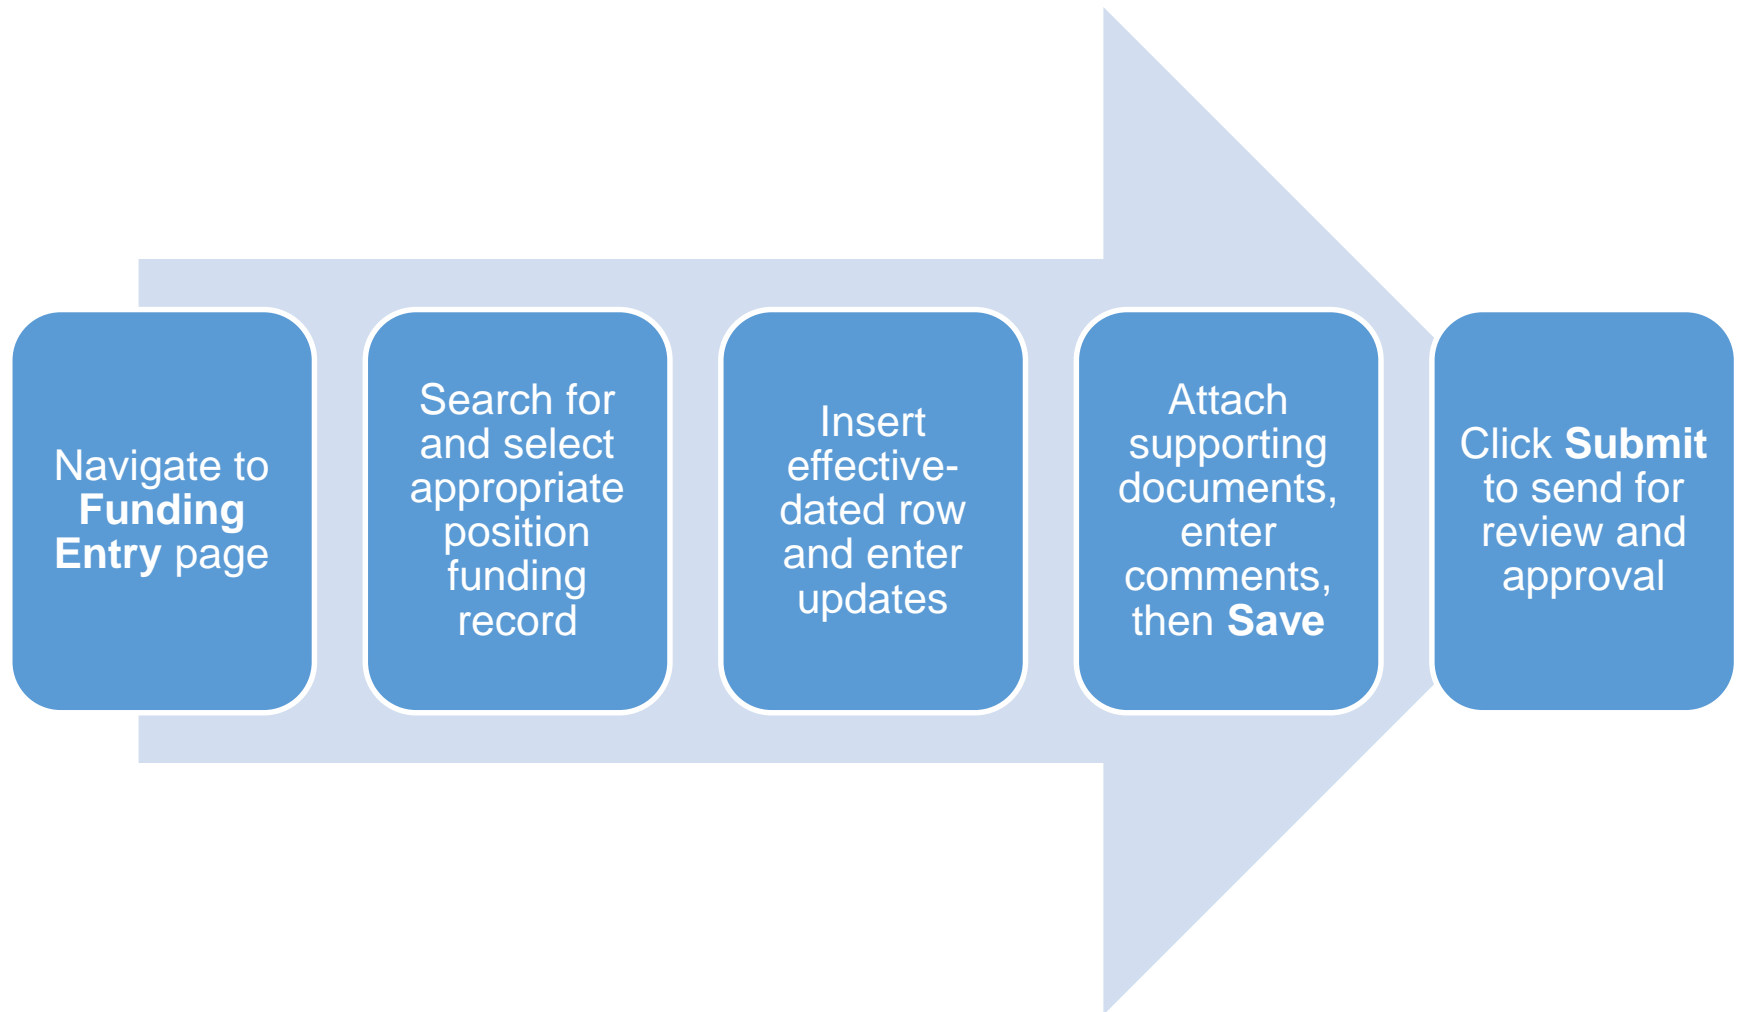 Navigate to
Funding
Entry page
Search for
and select
appropriate
position
funding
record
Insert
effective-
dated row
and enter
updates
Attach
supporting
documents,
enter
comments,
then Save
Click Submit
to send for
review and
approval